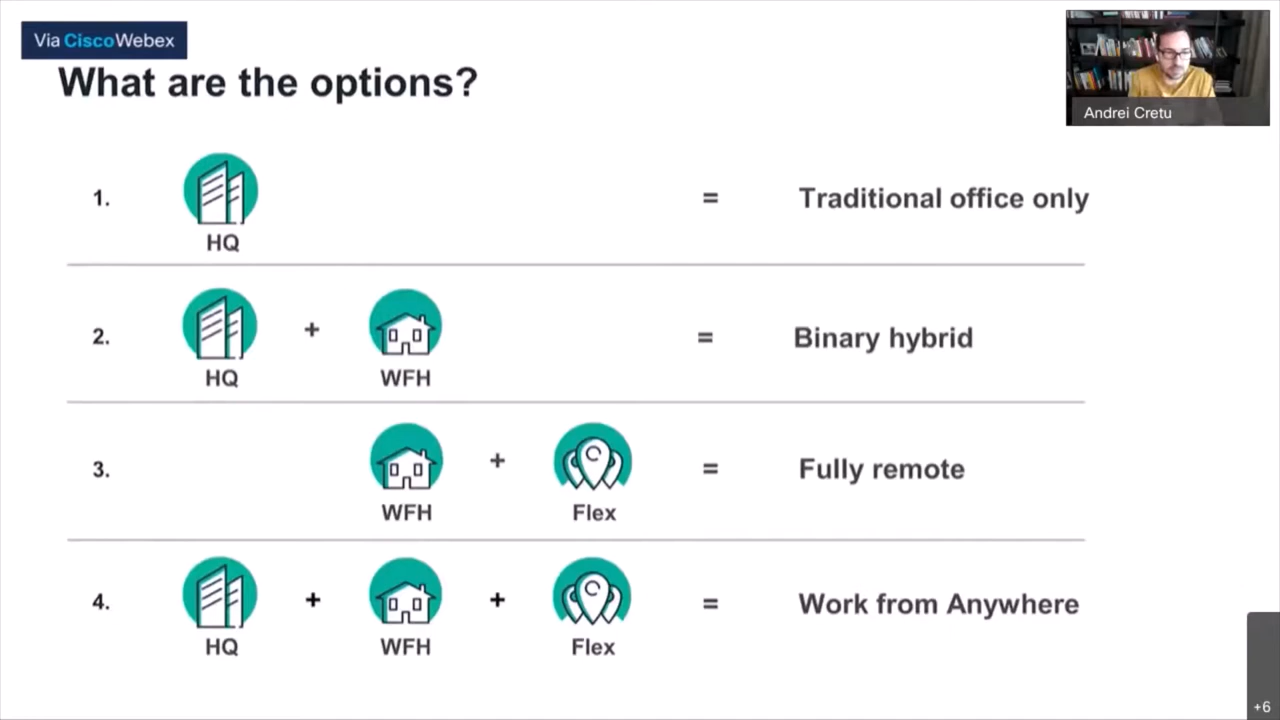 Via CiscoWebex
What are the options?
Andrei Cretu
1.
HQ
=
Traditional office only
2.
HQ
+
WFH
=
Binary hybrid
3.
WFH
+
Flex
=
Fully remote
4.
HQ
+
WFH
+
Flex
=
Work from Anywhere
+6